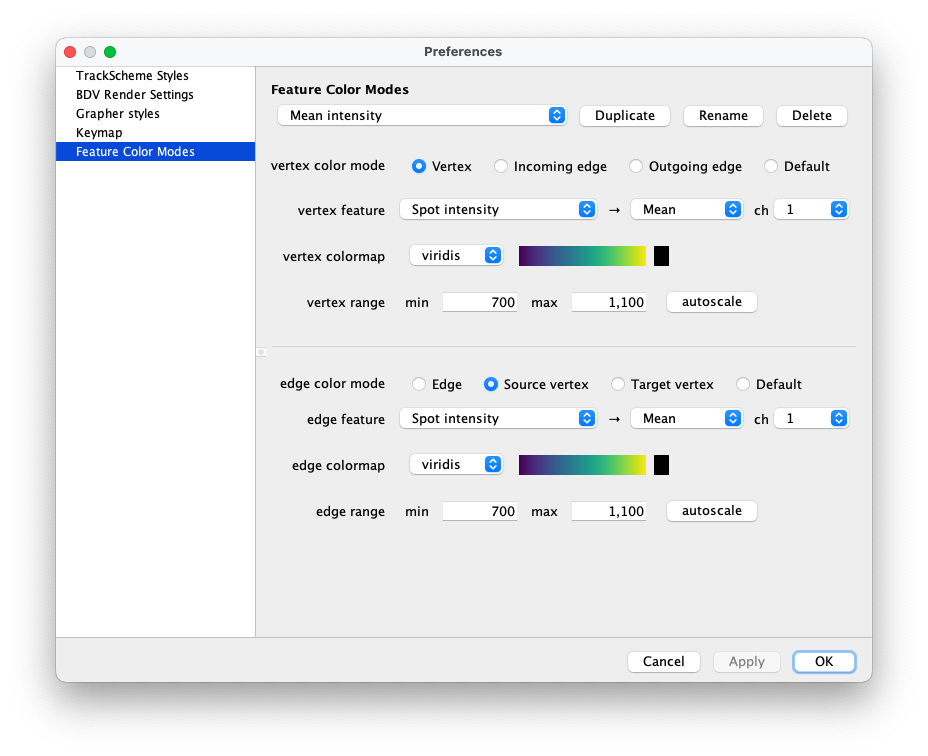 Preferences
TrackScheme Styles
BDV Render Settings
Grapher styles
Keymap
Feature Color Modes
Feature Color Modes
Mean intensity Duplicate Rename Delete
vertex color mode Vertex Incoming edge Outgoing edge Default
vertex feature Spot intensity → Mean ch 1
vertex colormap viridis
vertex range min 700 max 1,100 autoscale
edge color mode Edge Source vertex Target vertex Default
edge feature Spot intensity → Mean ch 1
edge colormap viridis
edge range min 700 max 1,100 autoscale
Cancel Apply OK